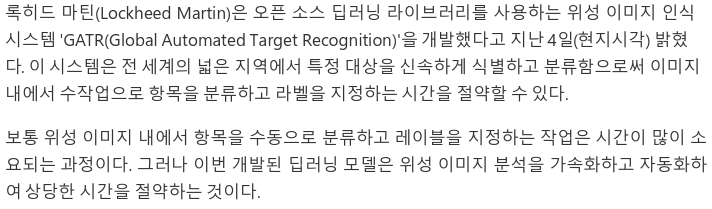 록히드 마틴(Lockheed Martin)은 오픈 소스 딥러닝 라이브러리를 사용하는 위성 이미지 인식
시스템 'GATR(Global Automated Target Recognition)'을 개발했다고 지난 4일(현지시각) 밝혔
다. 이 시스템은 전 세계의 넓은 지역에서 특정 대상을 신속하게 식별하고 분류함으로써 이미지
내에서 수작업으로 항목을 분류하고 라벨을 지정하는 시간을 절약할 수 있다.
보통 위성 이미지 내에서 항목을 수동으로 분류하고 레이블을 지정하는 작업은 시간이 많이 소
요되는 과정이다. 그러나 이번 개발된 딥러닝 모델은 위성 이미지 분석을 가속화하고 자동화하
여 상당한 시간을 절약하는 것이다.